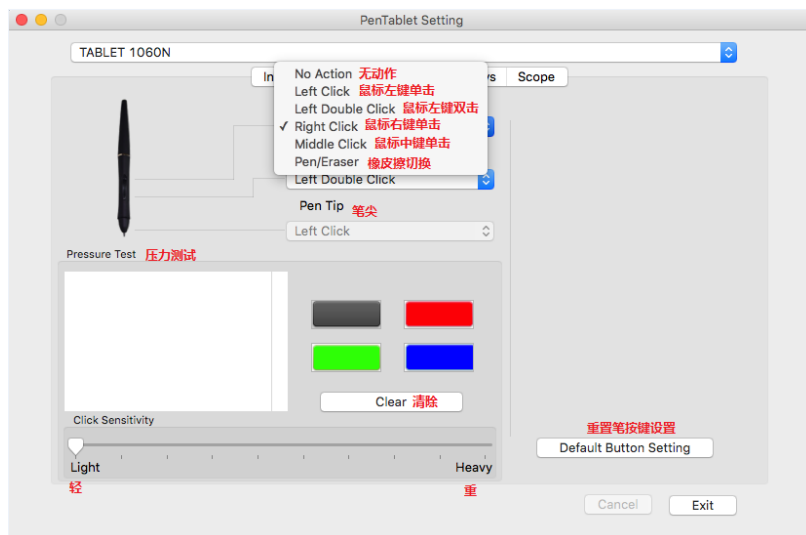 PenTablet Setting
TABLET 1060N
Scope
No Action 无动作
Left Click 鼠标左键单击
Left Double Click 鼠标左键双击
✓ Right Click 鼠标右键单击
Middle Click 鼠标中键单击
Pen/Eraser 橡皮擦切换
Left Double Click
Pen Tip 笔尖
Left Click
Pressure Test 压力测试
Clear 清除
Click Sensitivity
重置笔按键设置
Default Button Setting
Light
Heavy
轻
重
Cancel
Exit